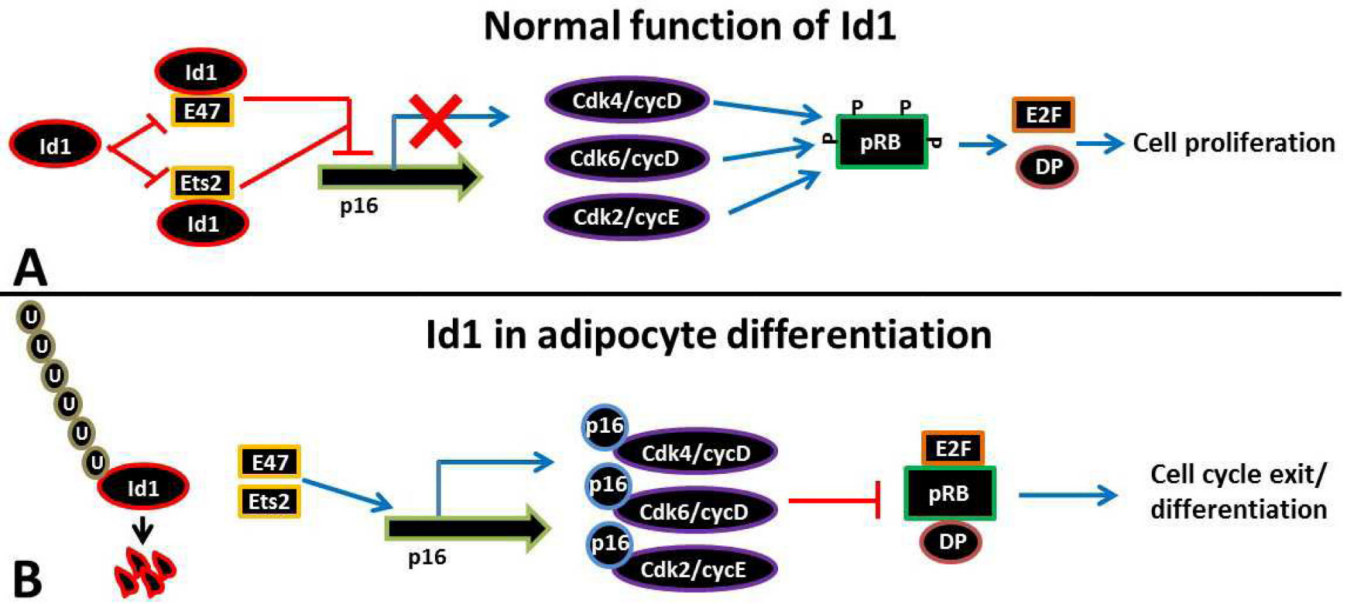 Normal function of Id1
Id1
Id1
E47
Ets2
Id1
p16
Cdk4/cycD
Cdk6/cycD
Cdk2/cycE
P
P
P
P
pRB
E2F
DP
Cell proliferation
A
Id1 in adipocyte differentiation
U
U
U
U
U
U
Id1
E47
Ets2
p16
p16
Cdk4/cycD
p16
Cdk6/cycD
p16
Cdk2/cycE
E2F
pRB
DP
Cell cycle exit/
differentiation
B